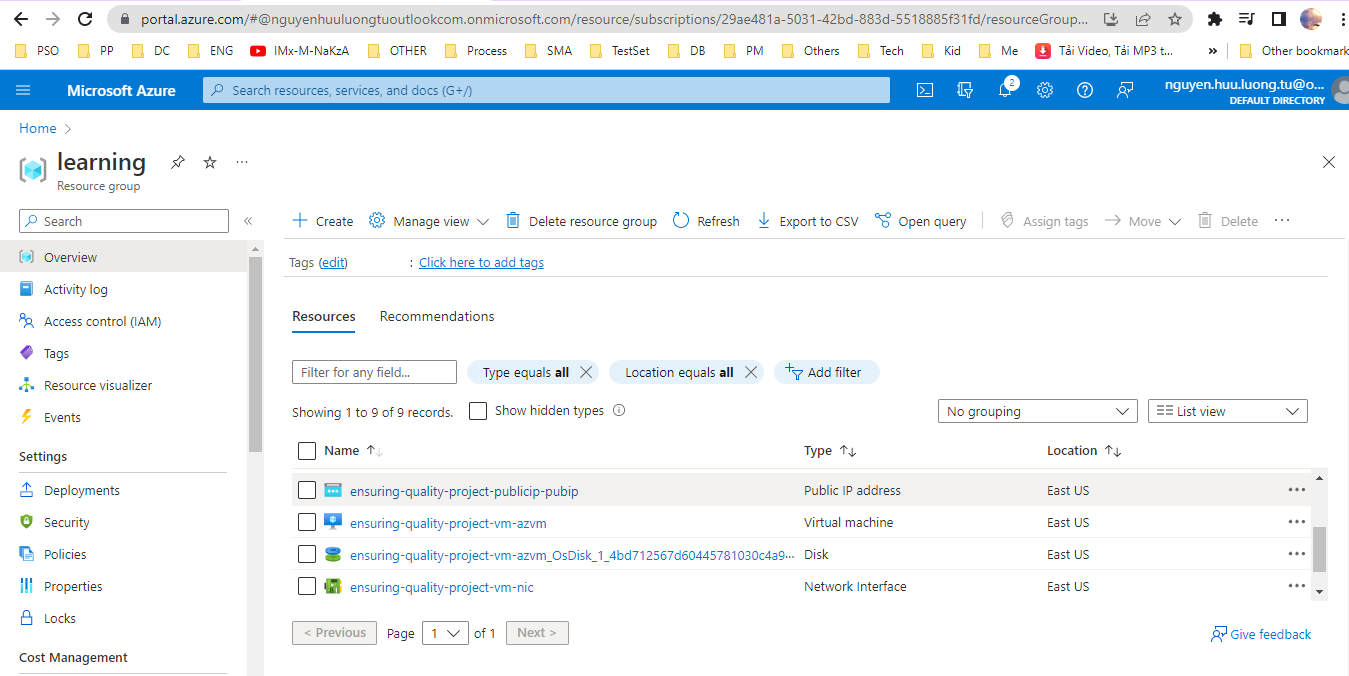 portal.azure.com/#@nguyenhuuluongtuoutlookcom.onmicrosoft.com/resource/subscriptions/29ae481a-5031-42bd-883d-5518885f31fd/resourceGroup...
PSO PP DC ENG IMx-M-NaKzA OTHER Process SMA TestSet DB PM Others Tech Kid Me Tải Video, Tải MP3 t... » Other bookmark
Microsoft Azure Search resources, services, and docs (G+/) 2 nguyen.huu.luong.tu@o...
DEFAULT DIRECTORY
Home >
learning ...
Resource group
Search «
+ Create Manage view Delete resource group Refresh Export to CSV Open query Assign tags Move Delete ...
Overview
Activity log
Access control (IAM)
Tags
Resource visualizer
Events
Settings
Deployments
Security
Policies
Properties
Locks
Cost Management
Tags (edit) : Click here to add tags
Resources Recommendations
Filter for any field... Type equals all Location equals all Add filter
Showing 1 to 9 of 9 records. Show hidden types No grouping List view
Name ↑↓ Type ↑↓ Location ↑↓
ensuring-quality-project-publicip-pubip Public IP address East US ...
ensuring-quality-project-vm-azvm Virtual machine East US ...
ensuring-quality-project-vm-azvm_OsDisk_1_4bd712567d60445781030c4a9... Disk East US ...
ensuring-quality-project-vm-nic Network Interface East US ...
< Previous Page 1 of 1 Next > Give feedback